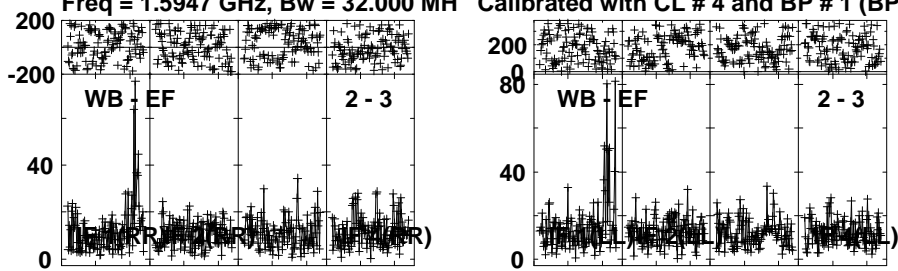 Freq = 1.5947 GHz, Bw = 32.000 MH Calibrated with CL # 4 and BP # 1 (BP
200
-200
WB - EF
2 - 3
40
0
200
0
80
WB - EF
2 - 3
40
0